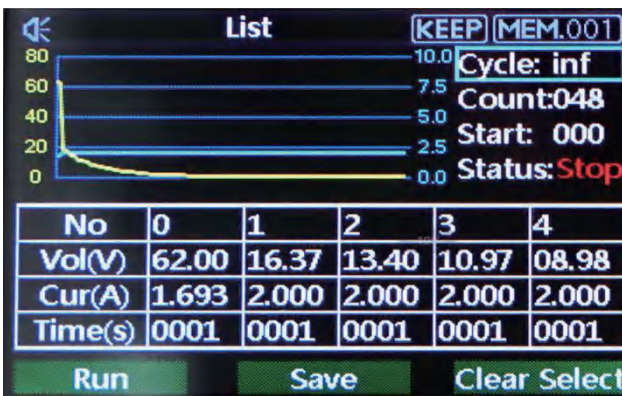 List KEEP MEM.001
80 10.0 Cycle: inf
60 7.5 Count:048
40 5.0 Start: 000
20 2.5 Status:Stop
0 0.0
No 0 1 2 3 4
Vol(V) 62.00 16.37 13.40 10.97 08.98
Cur(A) 1.693 2.000 2.000 2.000 2.000
Time(s) 0001 0001 0001 0001 0001
Run Save Clear Select